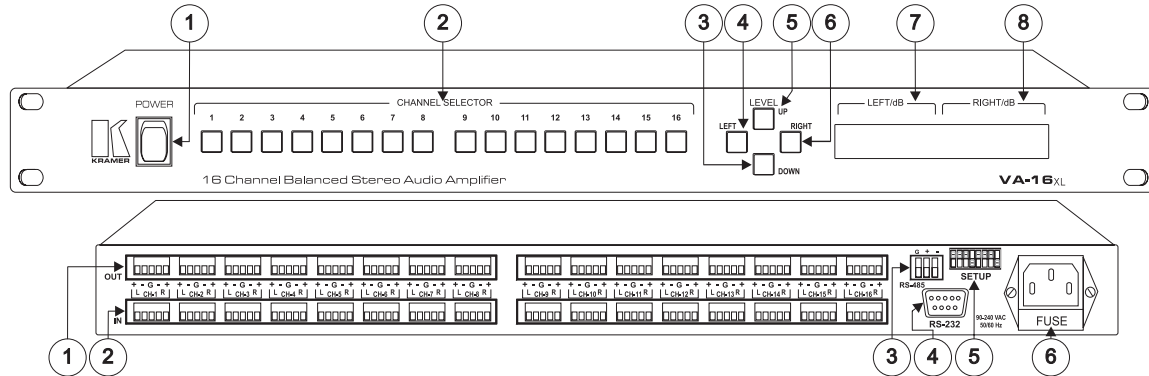 1 2 3 4 5 6 7 8
POWER
CHANNEL SELECTOR
LEVEL
UP
LEFT/dB RIGHT/dB
1 2 3 4 5 6 7 8 9 10 11 12 13 14 15 16
LEFT RIGHT
K
KRAMER
DOWN
16 Channel Balanced Stereo Audio Amplifier
VA-16XL
OUT
G + -
RS-485
SETUP
+ - G - + + - G - + + - G - + + - G - + + - G - + + - G - + + - G - + + - G - + + - G - + + - G - + + - G - + + - G - + + - G - + + - G - + + - G - + + - G - +
L CH-1 R L CH-2 R L CH-3 R L CH-4 R L CH-5 R L CH-6 R L CH-7 R L CH-8 R L CH-9 R L CH-10 R L CH-11 R L CH-12 R L CH-13 R L CH-14 R L CH-15 R L CH-16 R
IN
RS-232
90-240 VAC
50/60 Hz
FUSE
1 2 3 4 5 6